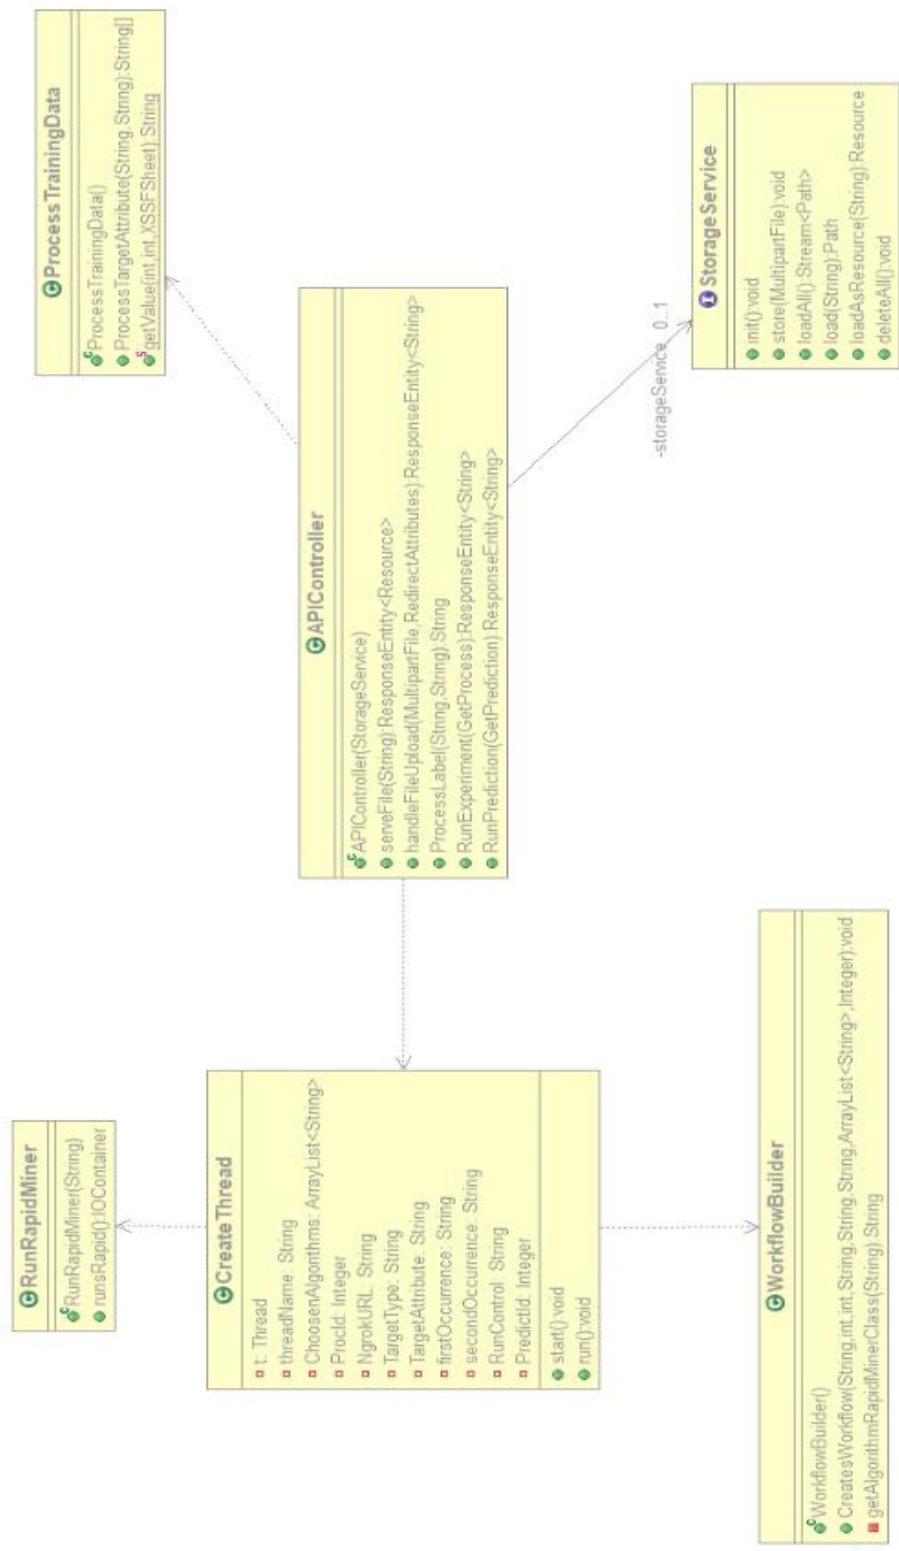 RunRapidMiner
RunRapidMiner(String)
runsRapid():IOContainer
CreateThread
t: Thread
threadName: String
ChoosenAlgorithms: ArrayList<String>
ProcId: Integer
NgrokURL: String
TargetType: String
TargetAttribute: String
firstOccurrence: String
secondOccurrence: String
RunControl: String
PredictId: Integer
start():void
run():void
WorkflowBuilder
WorkflowBuilder()
CreatesWorkflow(String,int,int,String,String,ArrayList<String>,Integer):void
getAlgorithmRapidMinerClass(String):String
APIController
APIController(StorageService)
serveFile(String):ResponseEntity<Resource>
handleFileUpload(MultipartFile,RedirectAttributes):ResponseEntity<String>
ProcessLabel(String,String):String
RunExperiment(GetProcess):ResponseEntity<String>
RunPrediction(GetPrediction):ResponseEntity<String>
ProcessTrainingData
ProcessTrainingData()
ProcessTargetAttribute(String,String):String[]
getValue(int,int,XSSFSheet):String
-storageService 0..1
StorageService
init():void
store(MultipartFile):void
loadAll():Stream<Path>
load(String):Path
loadAsResource(String):Resource
deleteAll():void